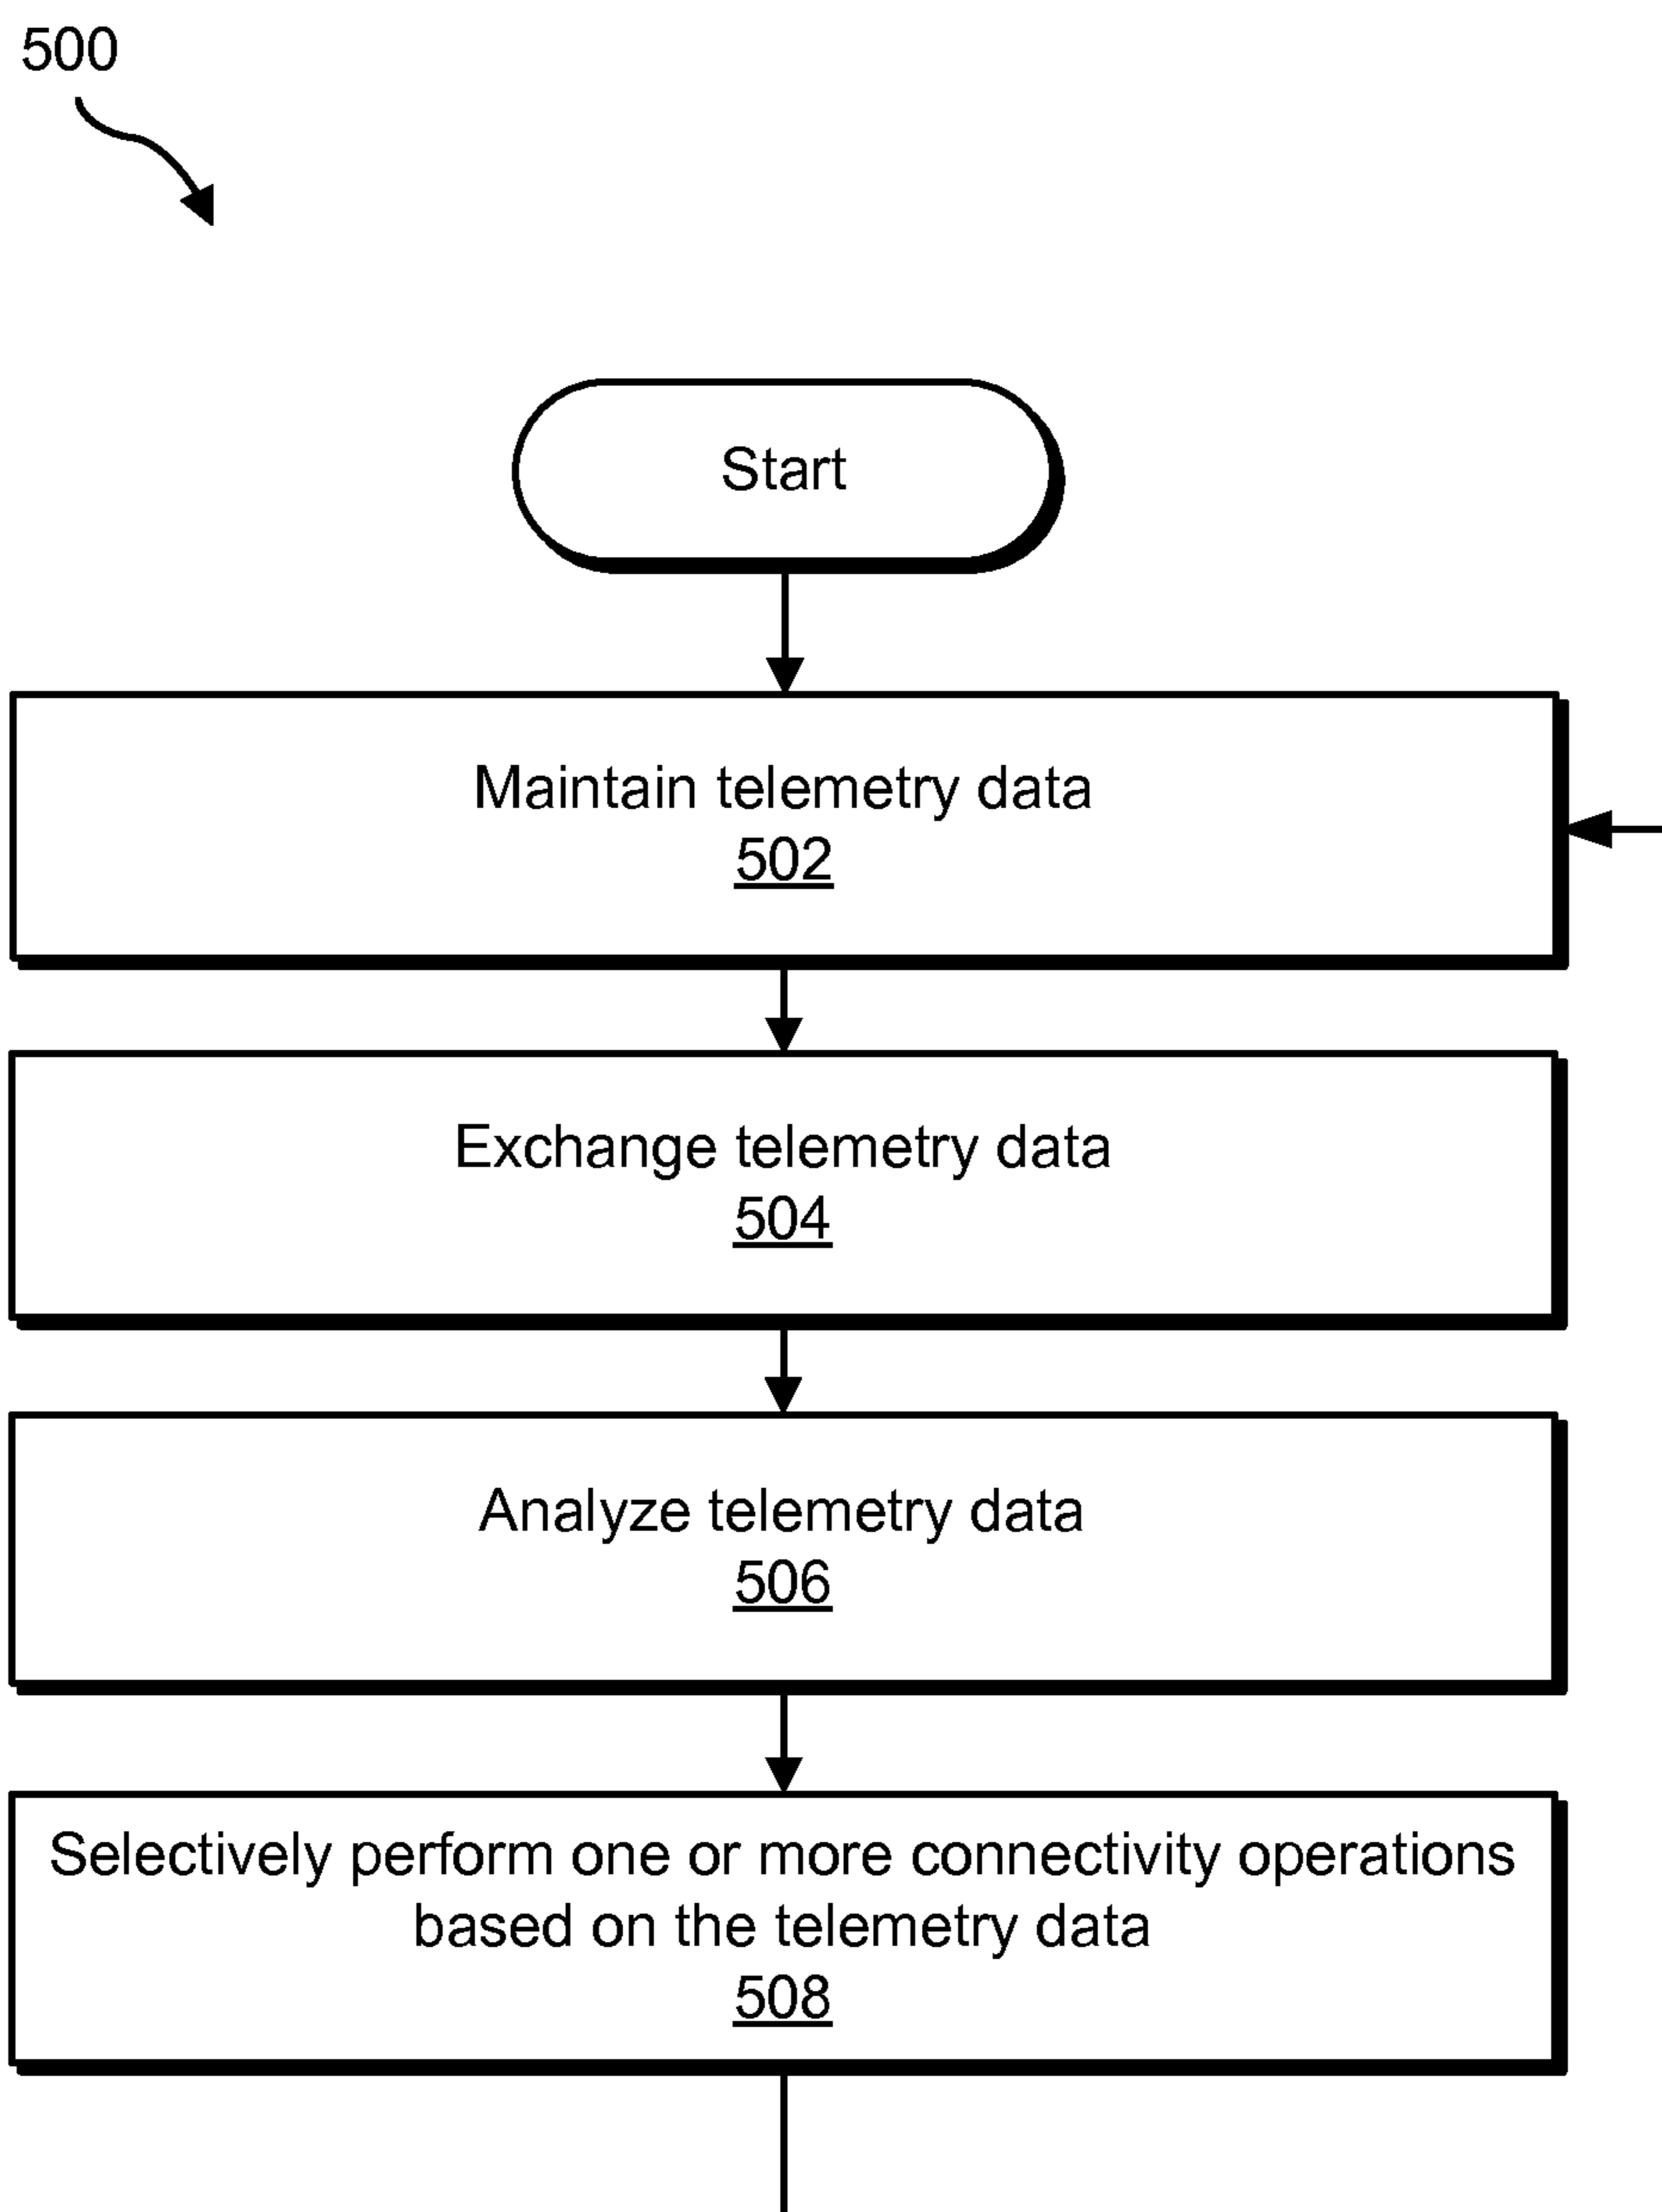 500
Start
Maintain telemetry data
502
Exchange telemetry data
504
Analyze telemetry data
506
Selectively perform one or more connectivity operations
based on the telemetry data
508